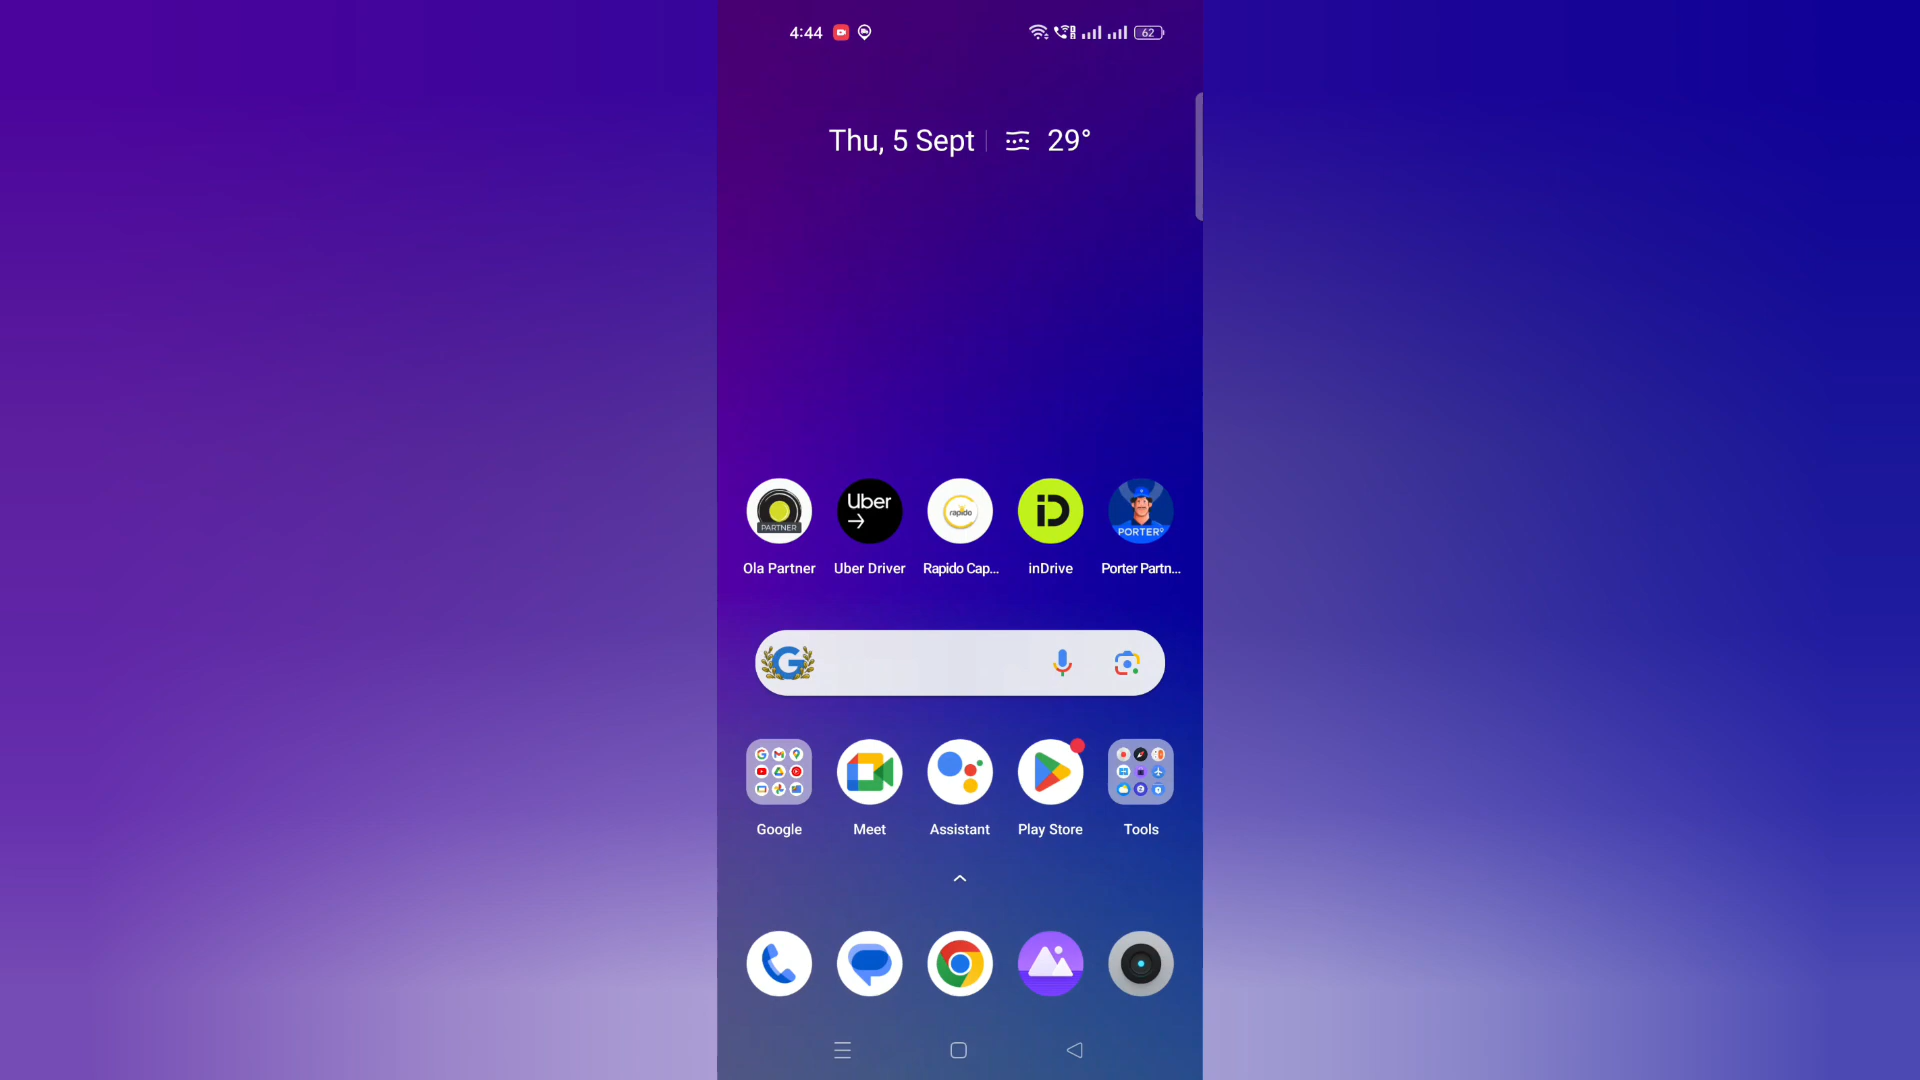 4:44
62
Thu, 5 Sept
29°
PARTNER
Uber
rapido
iD
PORTER
Ola Partner
Uber Driver
Rapido Cap...
inDrive
Porter Partn...
G
Google
Meet
Assistant
Play Store
Tools